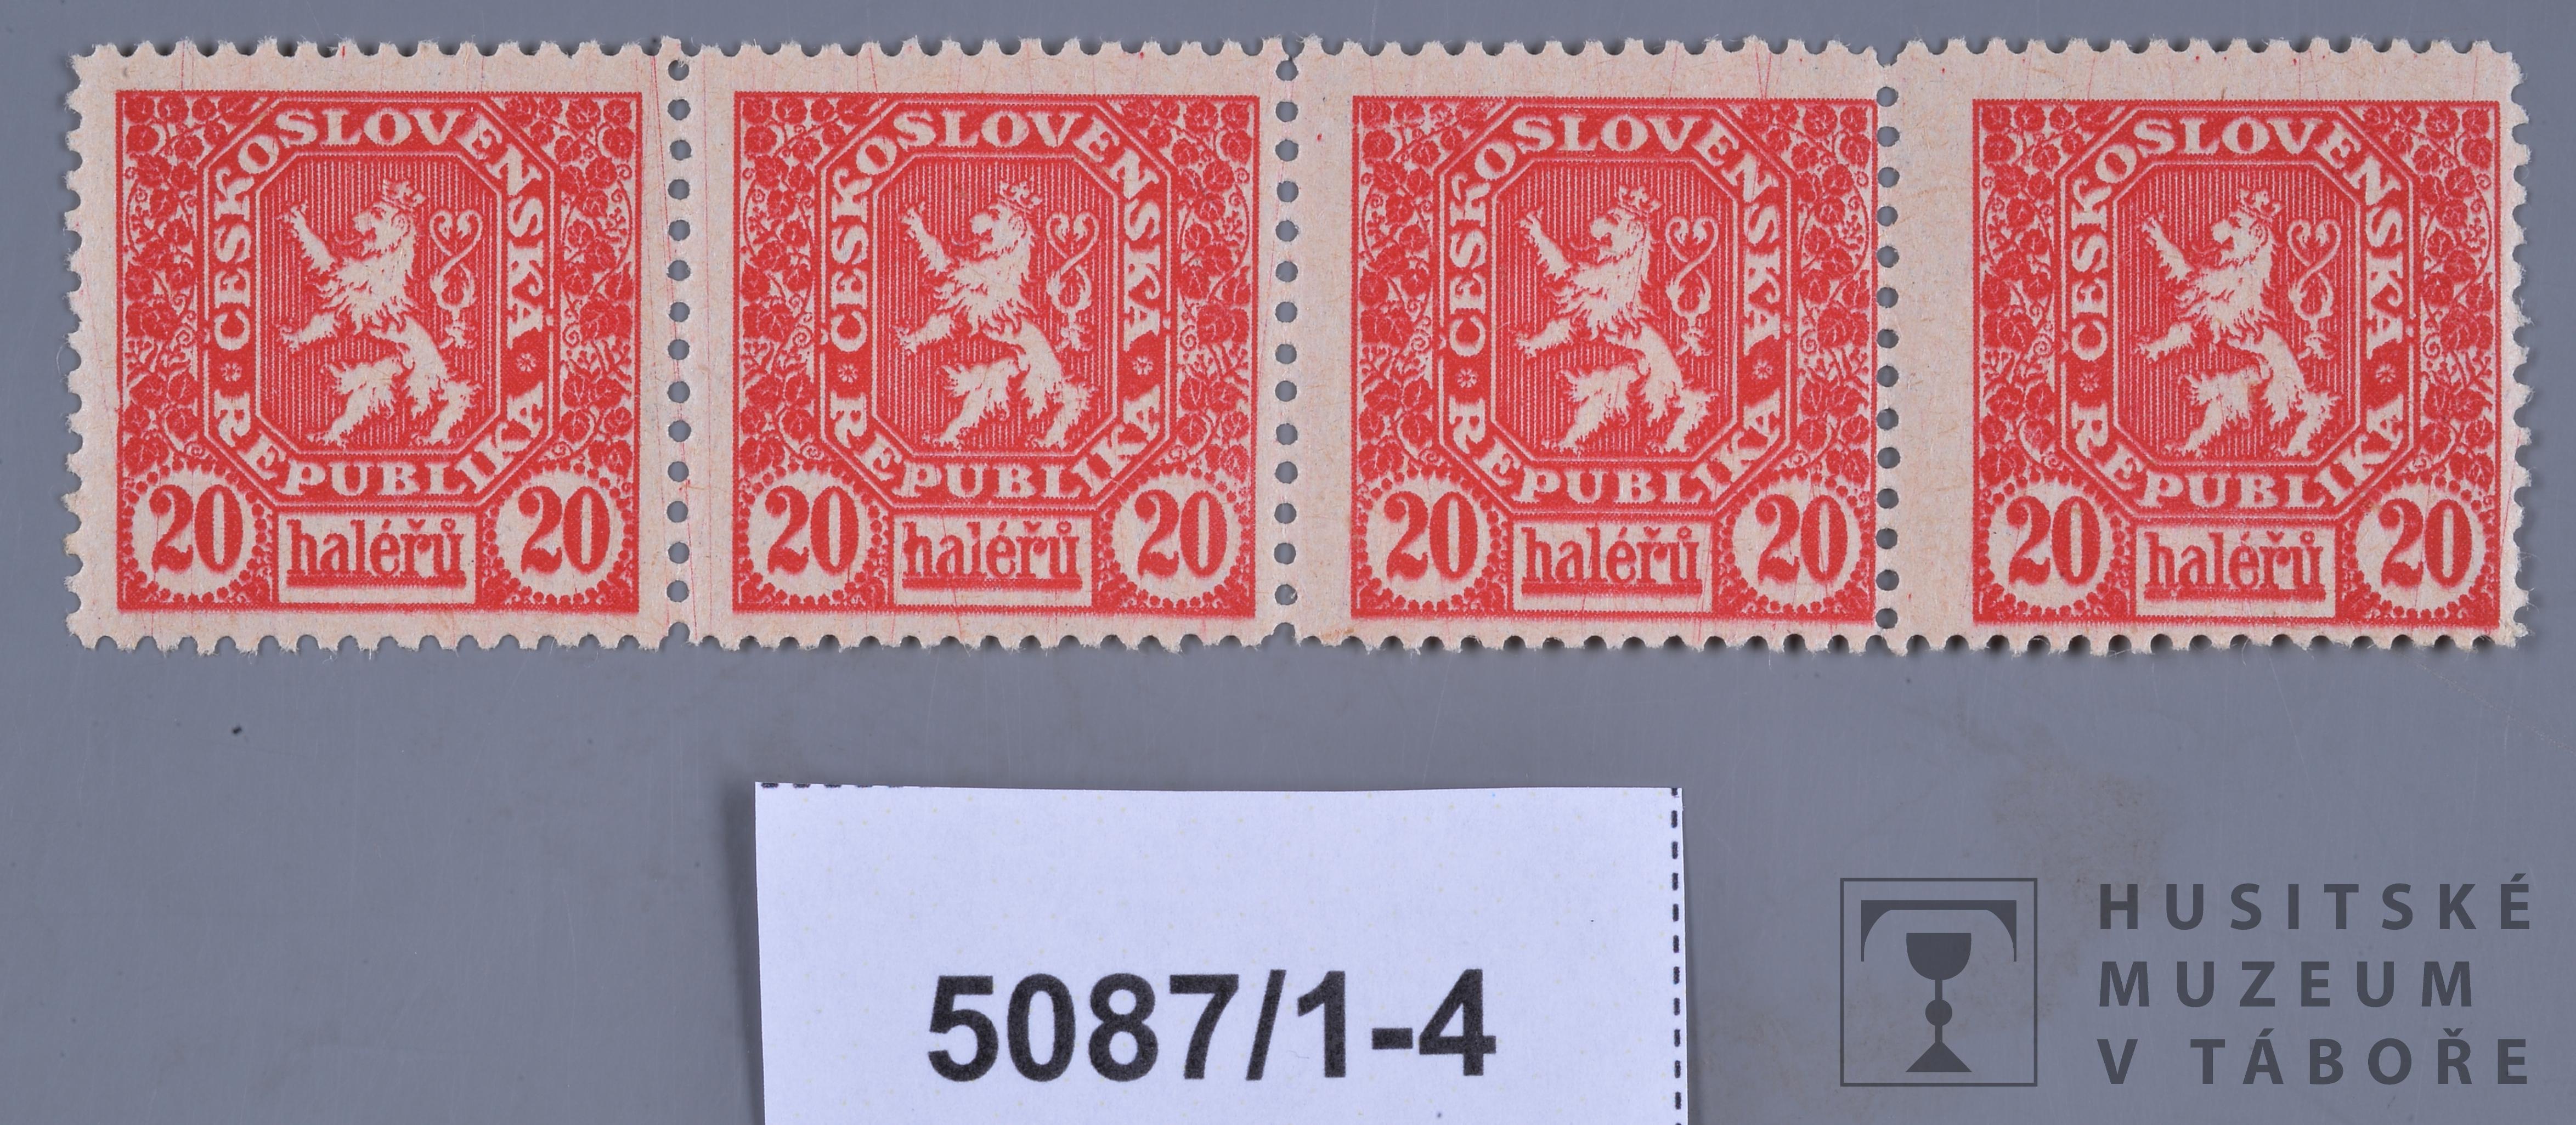 ČESKOSLOVENSKÁ
REPUBLIKA
20 haléřů 20
ČESKOSLOVENSKÁ
REPUBLIKA
20 haléřů 20
ČESKOSLOVENSKÁ
REPUBLIKA
20 haléřů 20
ČESKOSLOVENSKÁ
REPUBLIKA
20 haléřů 20
5087/1-4
HUSITSKÉ
MUZEUM
V TÁBOŘE